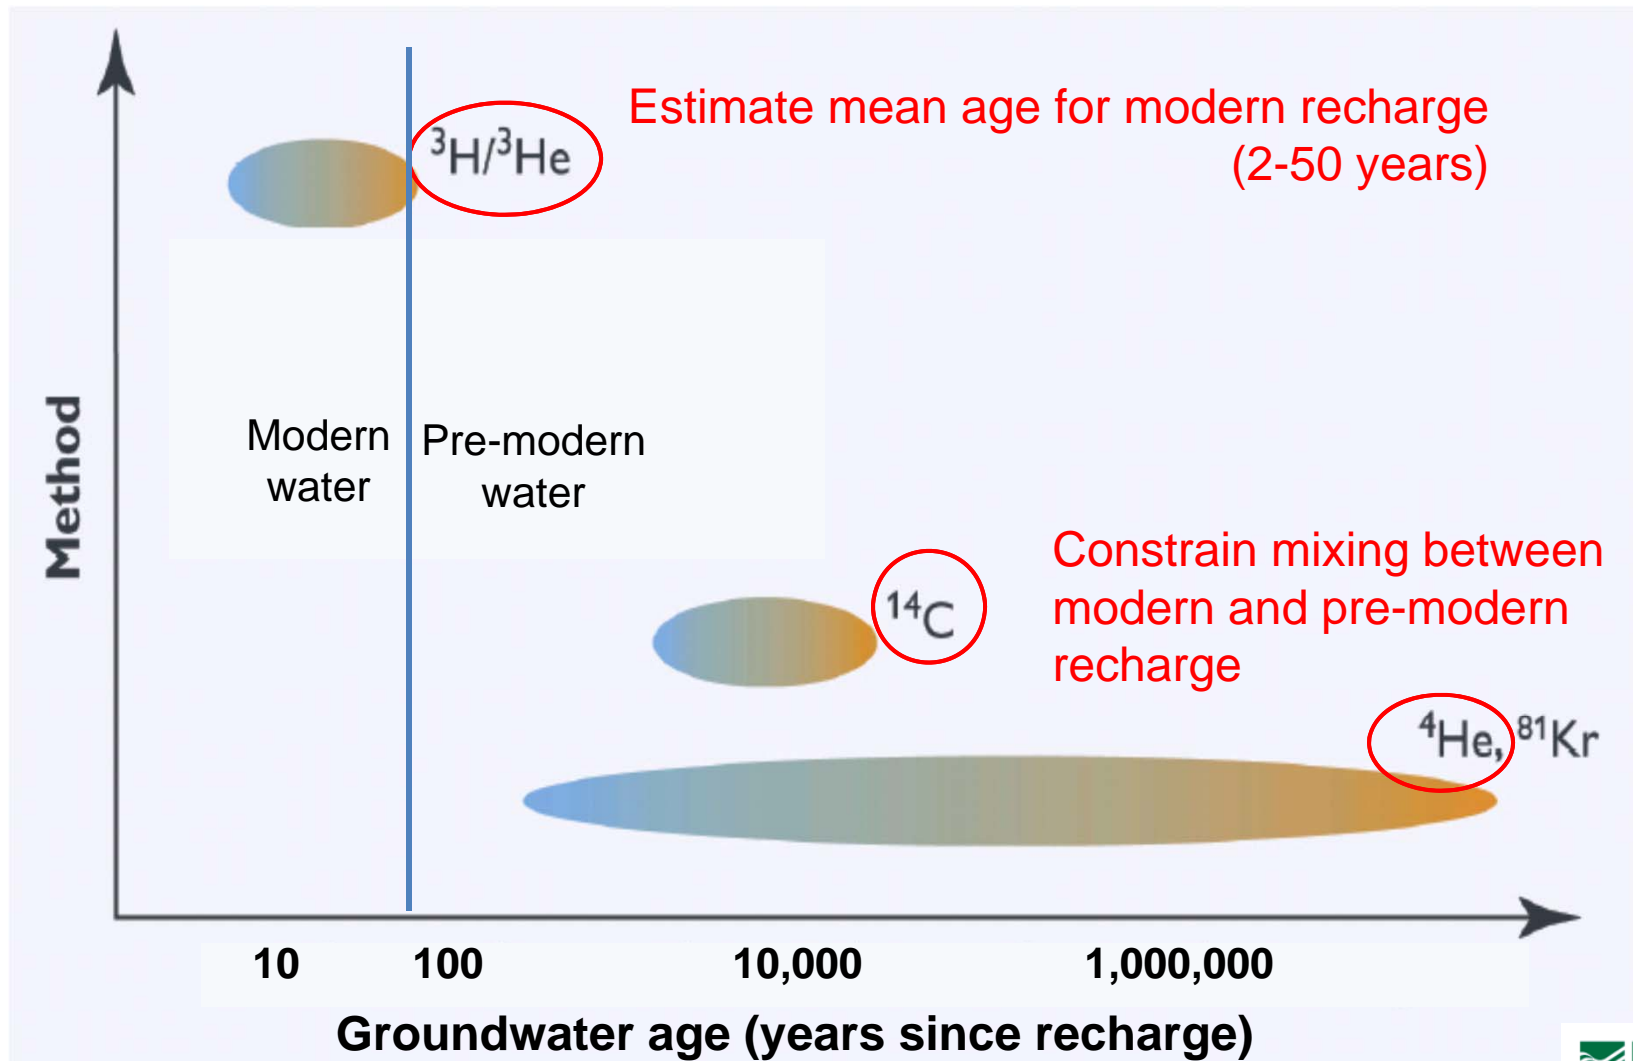 ³H/³He
Estimate mean age for modern recharge
(2-50 years)
Method
Modern
water
Pre-modern
water
¹⁴C
Constrain mixing between
modern and pre-modern
recharge
⁴He, ⁸¹Kr
10 100 10,000 1,000,000
Groundwater age (years since recharge)